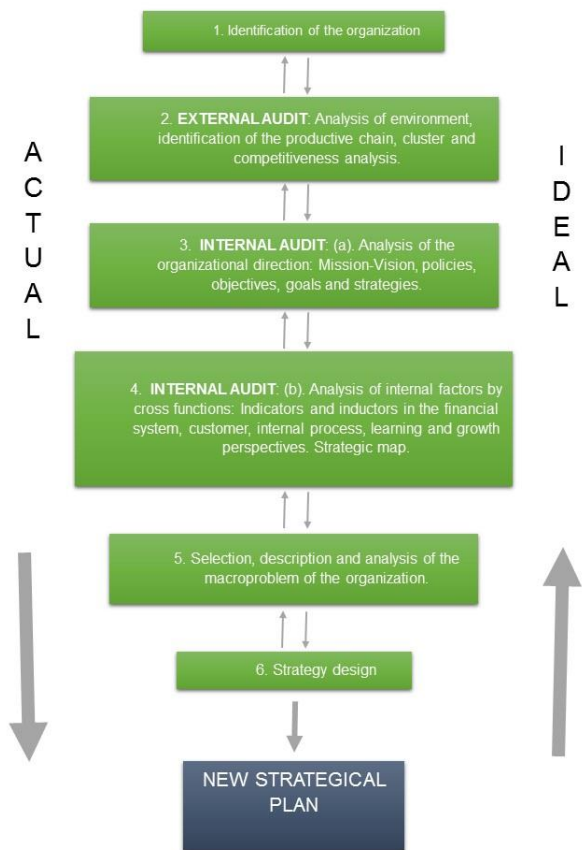 1. Identification of the organization
2. EXTERNAL AUDIT: Analysis of environment,
identification of the productive chain, cluster and
competitiveness analysis.
3. INTERNAL AUDIT: (a). Analysis of the
organizational direction: Mission-Vision, policies,
objectives, goals and strategies.
4. INTERNAL AUDIT: (b). Analysis of internal factors by
cross functions: Indicators and inductors in the financial
system, customer, internal process, learning and growth
perspectives. Strategic map.
5. Selection, description and analysis of the
macroproblem of the organization.
6. Strategy design
NEW STRATEGICAL
PLAN
A
C
T
U
A
L
I
D
E
A
L